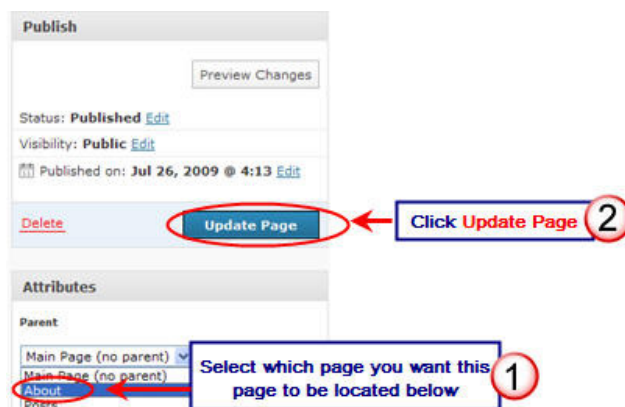 Publish
Preview Changes
Status: Published Edit
Visibility: Public Edit
Published on: Jul 26, 2009 @ 4:13 Edit
Delete
Update Page
Click Update Page
2
Attributes
Parent
Main Page (no parent)
Main Page (no parent)
About
Posts
Select which page you want this
page to be located below
1